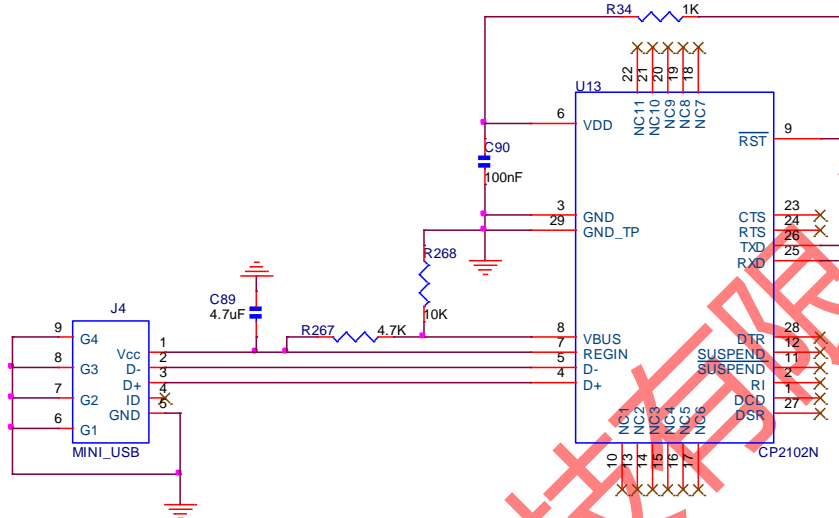 R34 1K
22 21 20 19 18
U13
NC11 NC10 NC9 NC8 NC7
6 VDD
RST 9
C90
100nF
3 GND
29 GND_TP
CTS 23
RTS 24
TXD 26
RXD 25
R268
10K
C89
4.7uF
J4
R267 4.7K
9 G4
8 G3
7 G2
6 G1
Vcc 1
D- 2
D+ 3
ID 4
GND 5
MINI_USB
8 VBUS
7 REGIN
5 D-
4 D+
DTR 28
SUSPEND 12
SUSPEND 11
RI 2
DCD 1
DSR 27
NC1 NC2 NC3 NC4 NC5 NC6
10 13 14 15 16 17
CP2102N
技有限